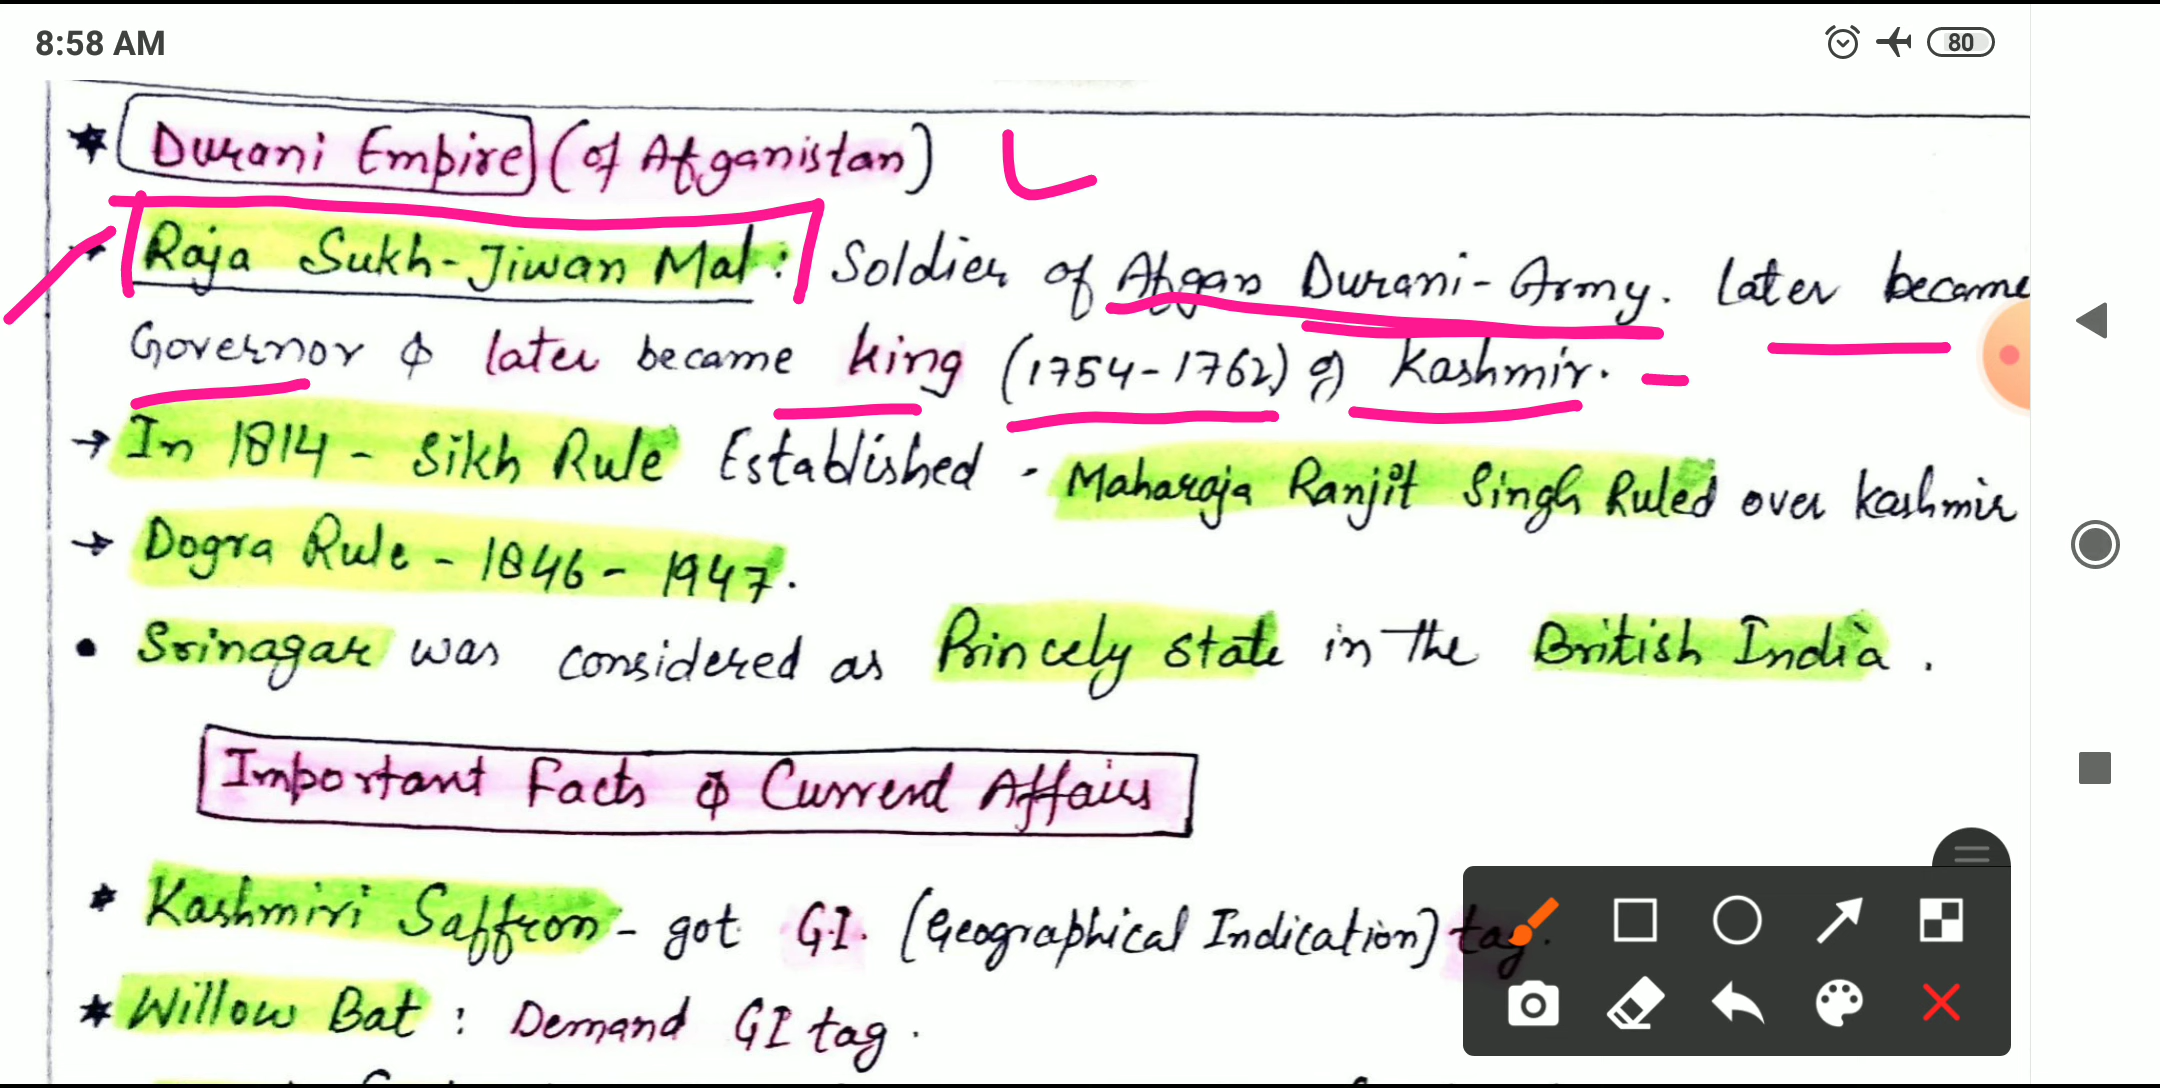 8:58 AM
80
Durani Empire (of Afganistan)
Raja Sukh-Jiwan Mal: Soldier of Afgan Durani-Army. Later became
Governor & later became king (1754-1762) of Kashmir.
→ In 1814 - Sikh Rule Established - Maharaja Ranjit Singh Ruled over Kashmir
→ Dogra Rule - 1846 - 1947.
• Srinagar was considered as Princely state in the British India.
Important Facts & Current Affairs
Kashmiri Saffron - got G.I. (Geographical Indication) tag.
Willow Bat: Demand GI tag.